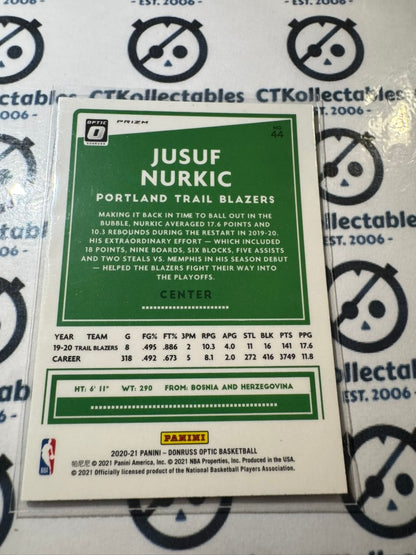 CTKollectables
EST. 2006 -
OPTIC
PRIZM
NO.
44
JUSUF
NURKIC
PORTLAND TRAIL BLAZERS
MAKING IT BACK IN TIME TO BALL OUT IN THE
BUBBLE, NURKIC AVERAGED 17.6 POINTS AND
10.3 REBOUNDS DURING THE RESTART IN 2019-20.
HIS EXTRAORDINARY EFFORT — WHICH INCLUDED
18 POINTS, NINE BOARDS, SIX BLOCKS, FIVE ASSISTS
AND TWO STEALS VS. MEMPHIS IN HIS SEASON DEBUT
— HELPED THE BLAZERS FIGHT THEIR WAY INTO
THE PLAYOFFS.
CENTER
YEAR TEAM G FG% FT% 3PM RPG APG STL BLK PTS PPG
19-20 TRAIL BLAZERS 8 .495 .886 2 10.3 4.0 11 16 141 17.6
CAREER 318 .492 .673 5 8.1 2.0 272 416 3749 11.8
HT: 6' 11" WT: 290 FROM: BOSNIA AND HERZEGOVINA
PANINI
2020-21 PANINI - DONRUSS OPTIC BASKETBALL
帕尼尼 © 2021 Panini America, Inc. © 2021 NBA Properties, Inc. Produced in the USA.
© 2021 Officially licensed product of the National Basketball Players Association.